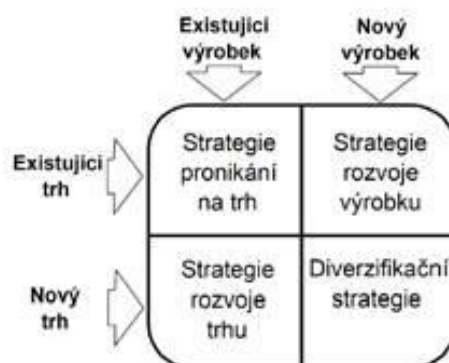 Existující
výrobek
Nový
výrobek
Existující
trh
Strategie
pronikání
na trh
Strategie
rozvoje
výrobku
Nový
trh
Strategie
rozvoje
trhu
Diverzifikační
strategie